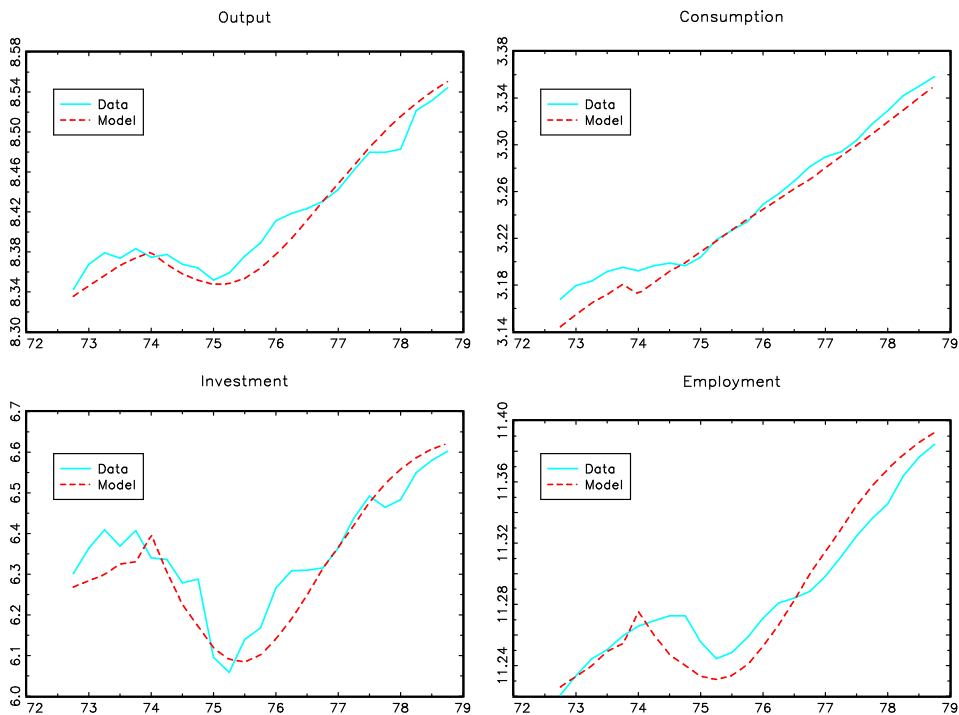 Output
8.58
8.54
8.50
8.46
8.42
8.38
8.34
8.30
Data
Model
72 73 74 75 76 77 78 79
Consumption
3.38
3.34
3.30
3.26
3.22
3.18
3.14
Data
Model
72 73 74 75 76 77 78 79
Investment
6.7
6.6
6.5
6.4
6.3
6.2
6.1
6.0
Data
Model
72 73 74 75 76 77 78 79
Employment
11.40
11.36
11.32
11.28
11.24
Data
Model
72 73 74 75 76 77 78 79